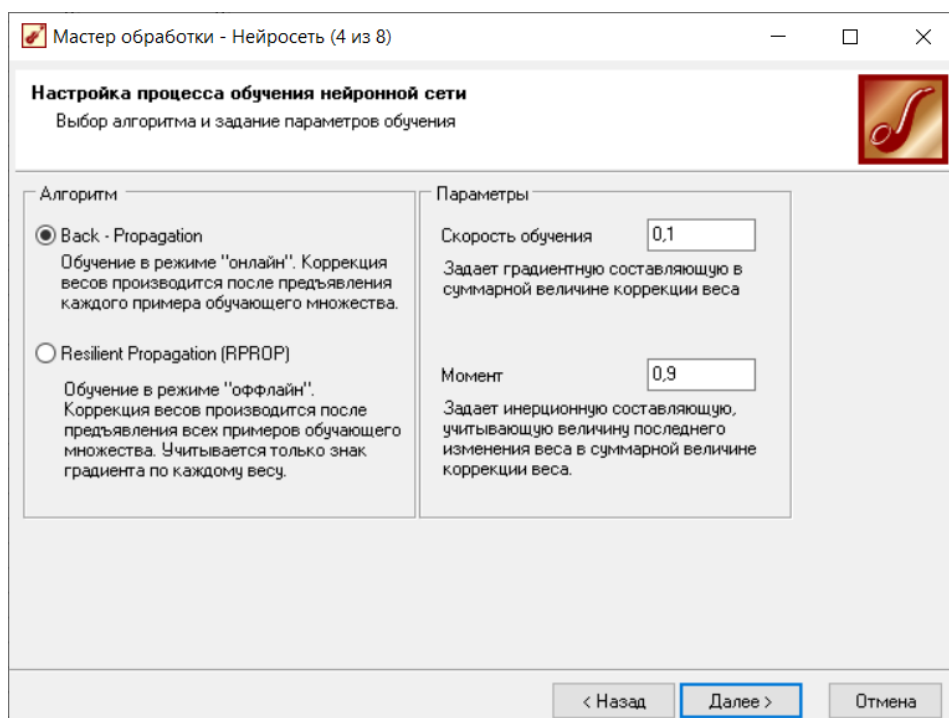 Мастер обработки - Нейросеть (4 из 8)
Настройка процесса обучения нейронной сети
Выбор алгоритма и задание параметров обучения
Алгоритм
Back - Propagation
Обучение в режиме "онлайн". Коррекция
весов производится после предъявления
каждого примера обучающего множества.
Resilient Propagation (RPROP)
Обучение в режиме "оффлайн".
Коррекция весов производится после
предъявления всех примеров обучающего
множества. Учитывается только знак
градиента по каждому весу.
Параметры
Скорость обучения 0,1
Задает градиентную составляющую в
суммарной величине коррекции веса
Момент 0,9
Задает инерционную составляющую,
учитывающую величину последнего
изменения веса в суммарной величине
коррекции веса.
< Назад Далее > Отмена